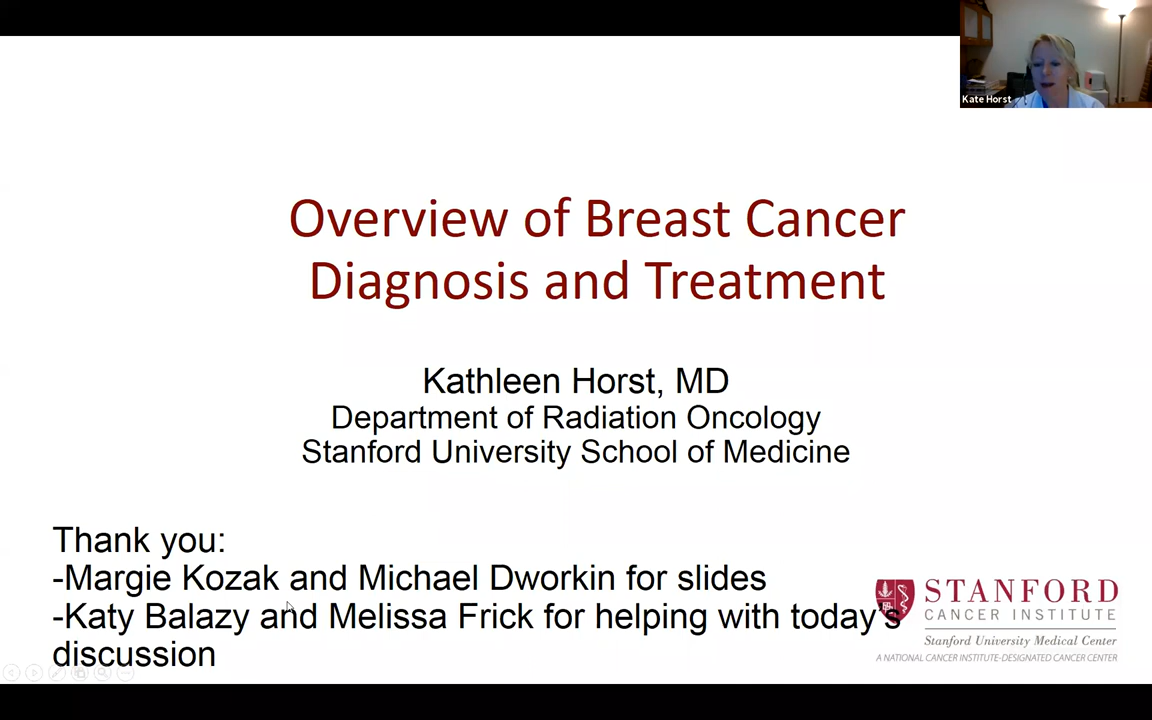 Kate Horst
Overview of Breast Cancer
Diagnosis and Treatment
Kathleen Horst, MD
Department of Radiation Oncology
Stanford University School of Medicine
Thank you:
-Margie Kozak and Michael Dworkin for slides
-Katy Balazy and Melissa Frick for helping with today's
discussion
STANFORD
CANCER INSTITUTE
Stanford University Medical Center
A NATIONAL CANCER INSTITUTE-DESIGNATED CANCER CENTER